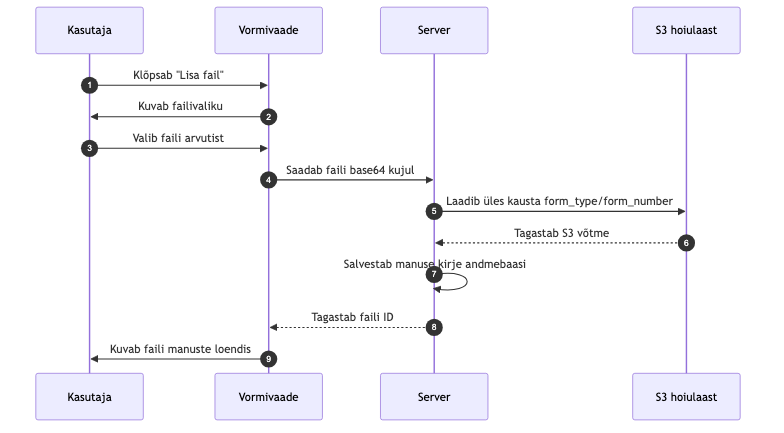 Kasutaja
Vormivaade
Server
S3 hoiulaast
1
Klõpsab "Lisa fail"
Kuvab failivaliku
2
3
Valib faili arvutist
4
Saadab faili base64 kujul
5
Laadib üles kausta form_type/form_number
Tagastab S3 võtme
6
Salvestab manuse kirje andmebaasi
7
Tagastab faili ID
8
Kuvab faili manuste loendis
9
Kasutaja
Vormivaade
Server
S3 hoiulaast